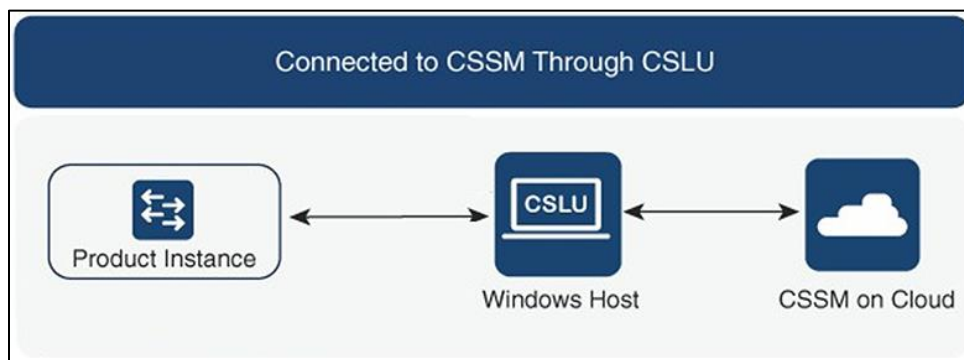 Connected to CSSM Through CSLU
CSLU
Product Instance
Windows Host
CSSM on Cloud